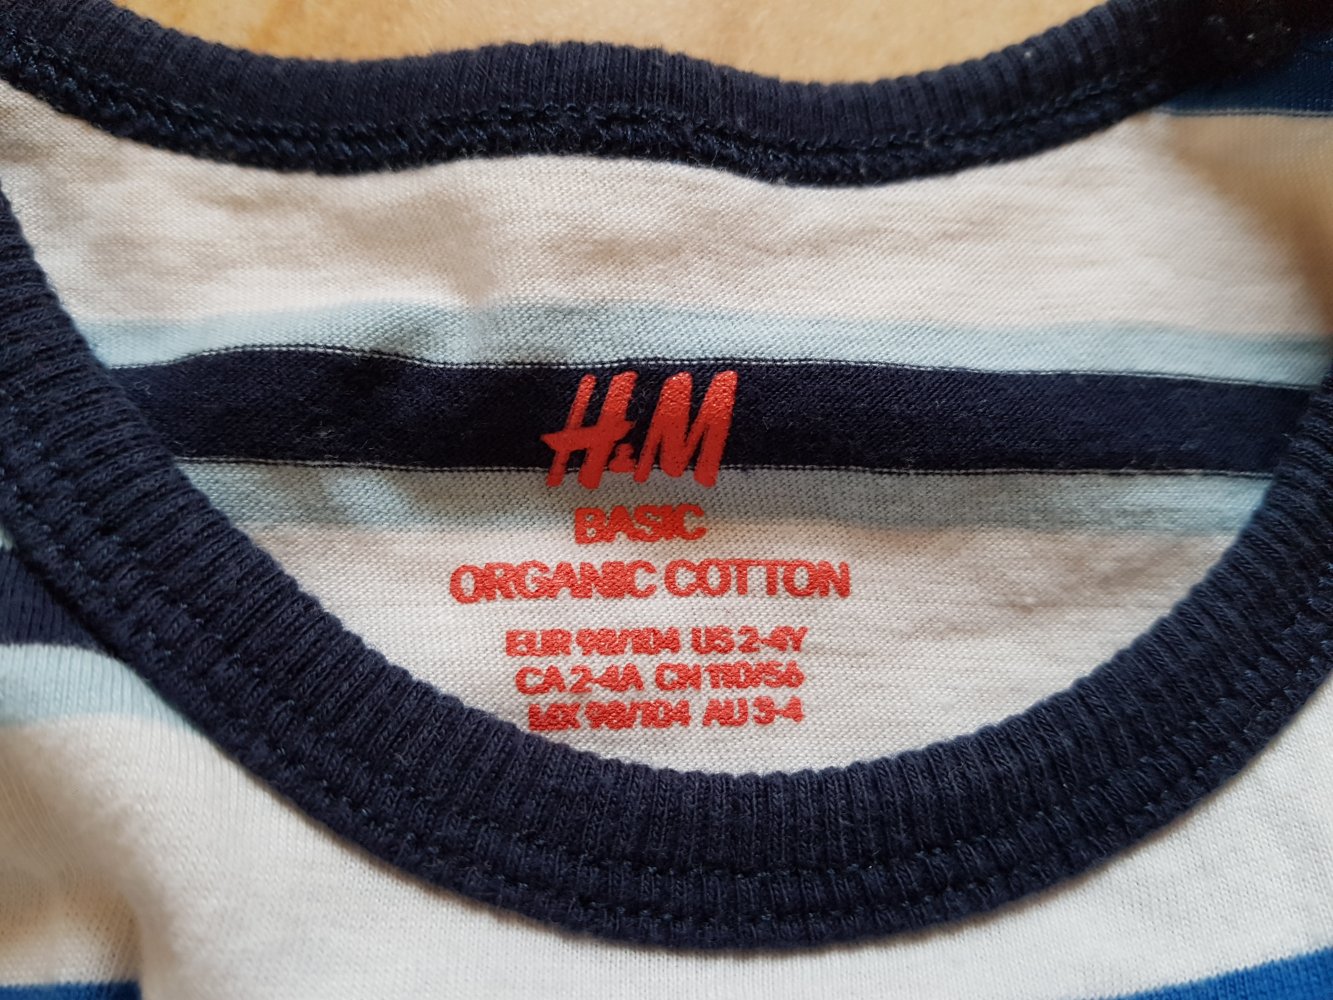 H&M
BASIC
ORGANIC COTTON
EUR 98/104 US 2-4Y
CA 2-4A CN 110/56
MX 98/104 AU 3-4